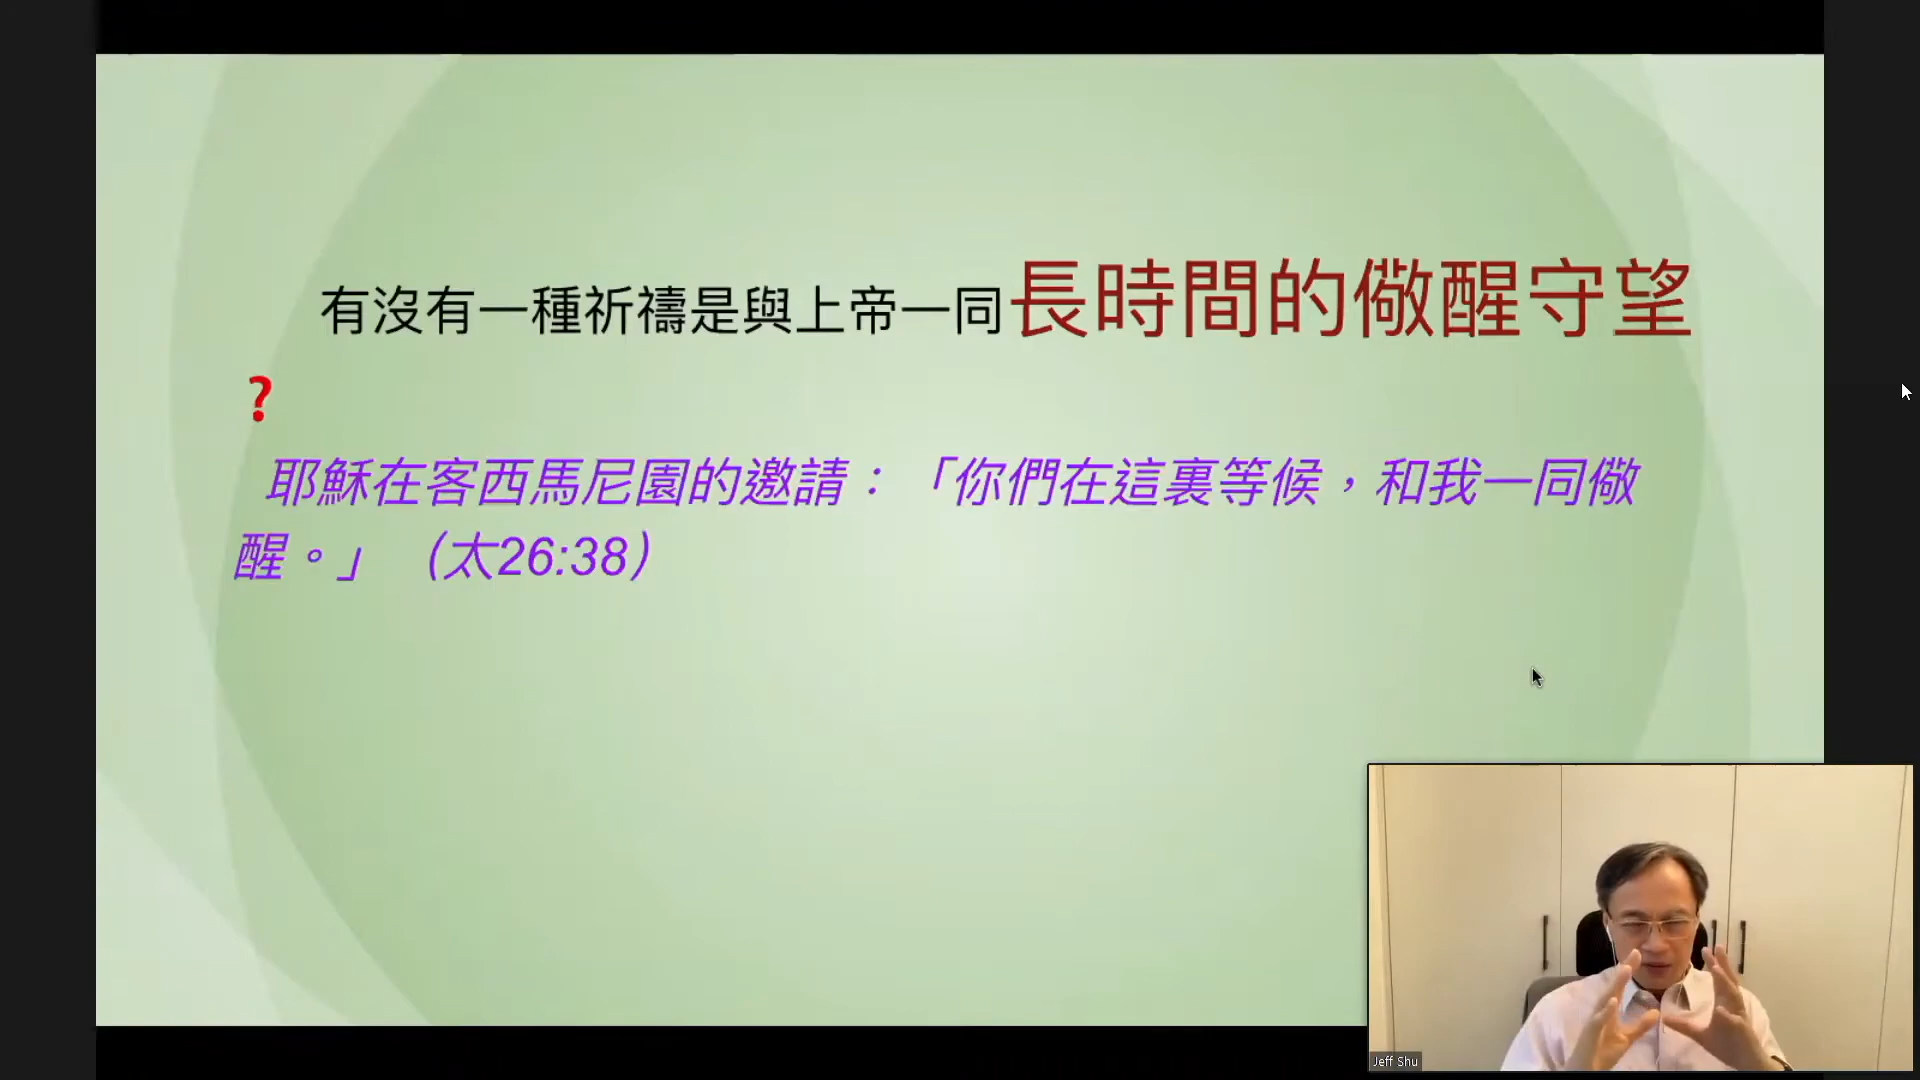 有沒有一種祈禱是與上帝一同長時間的儆醒守望
?
耶穌在客西馬尼園的邀請：「你們在這裏等候，和我一同儆
醒。」（太26:38）
Jeff Shu